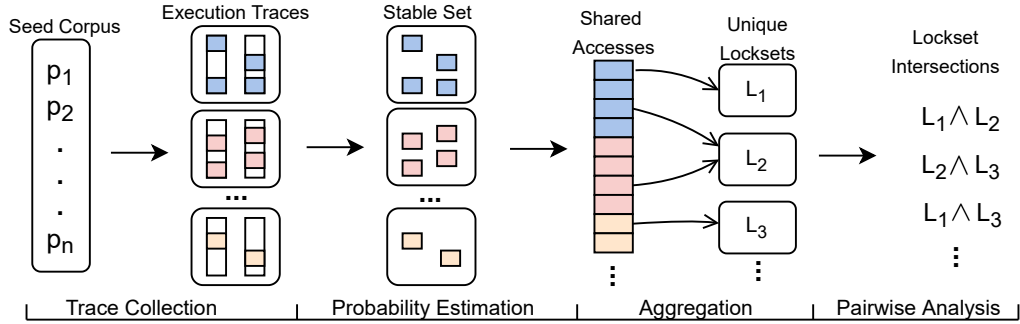 Seed Corpus
p1
p2
.
.
.
pn
Execution Traces
...
Stable Set
...
Shared
Accesses
Unique
Locksets
L1
L2
L3
Lockset
Intersections
L1 ∧ L2
L2 ∧ L3
L1 ∧ L3
Trace Collection
Probability Estimation
Aggregation
Pairwise Analysis